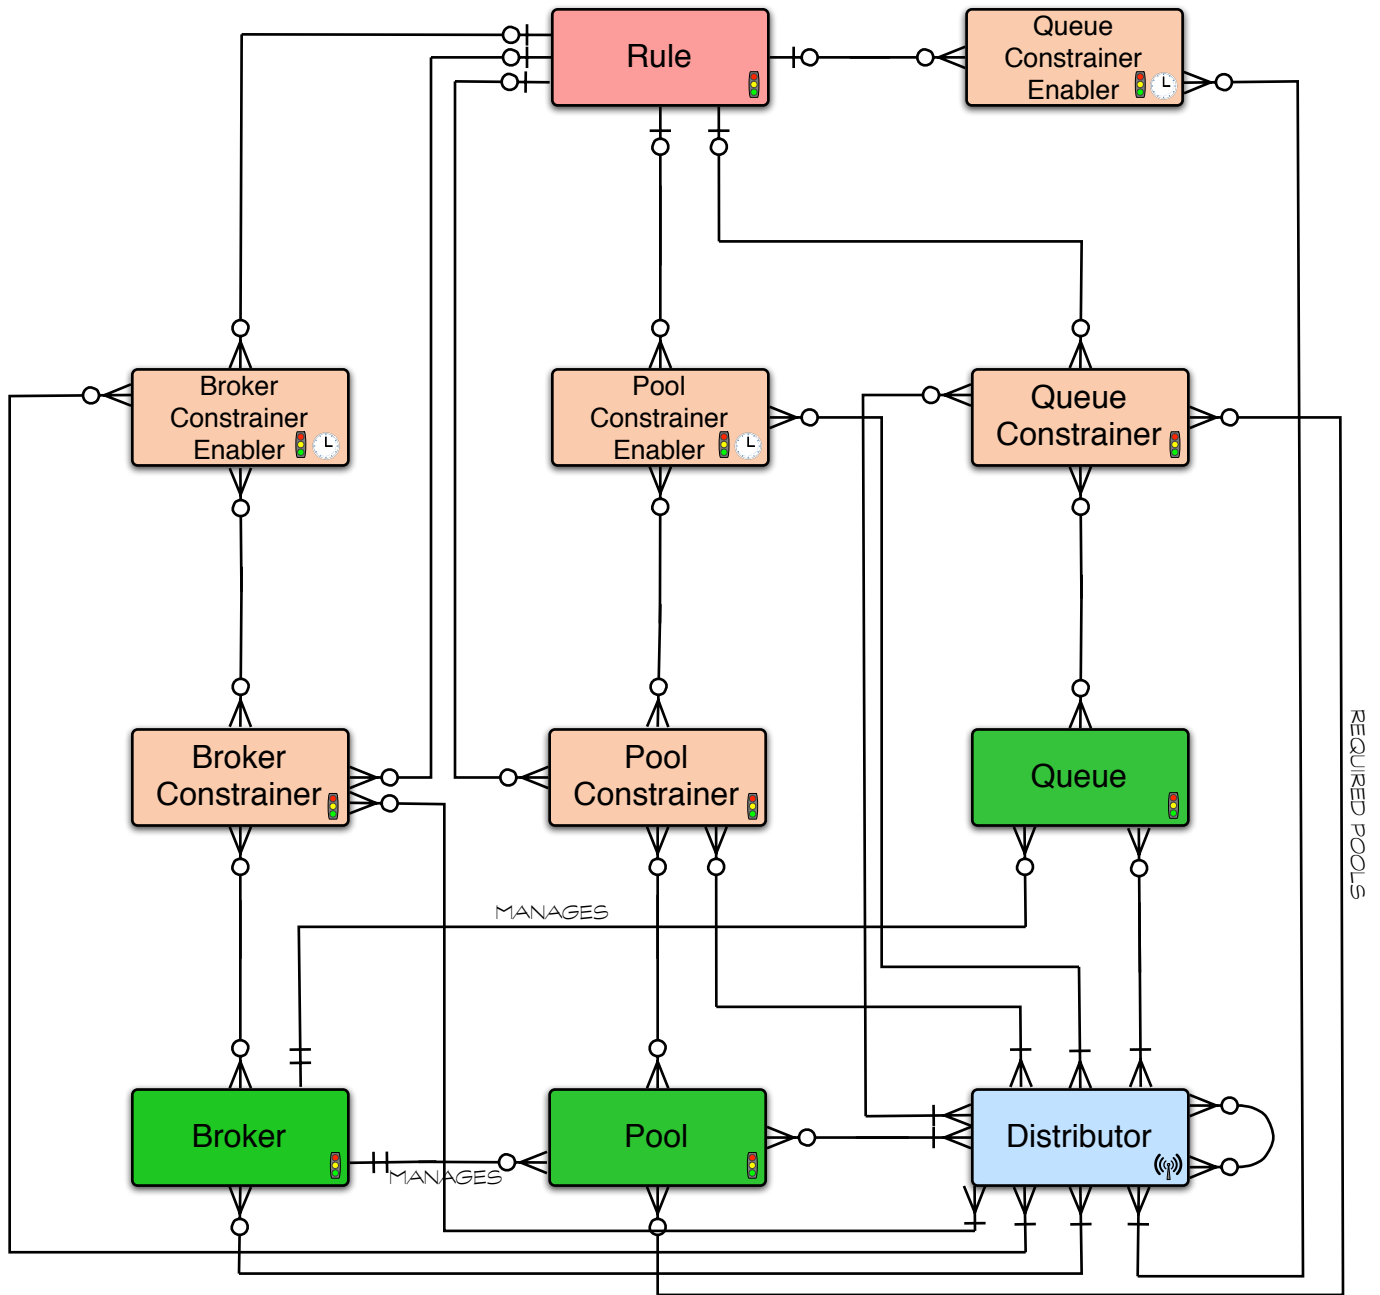 Rule
Queue
Constrainer
Enabler
Broker
Constrainer
Enabler
Pool
Constrainer
Enabler
Queue
Constrainer
Broker
Constrainer
Pool
Constrainer
Queue
REQUIRED POOLS
MANAGES
Broker
Pool
Distributor
MANAGES